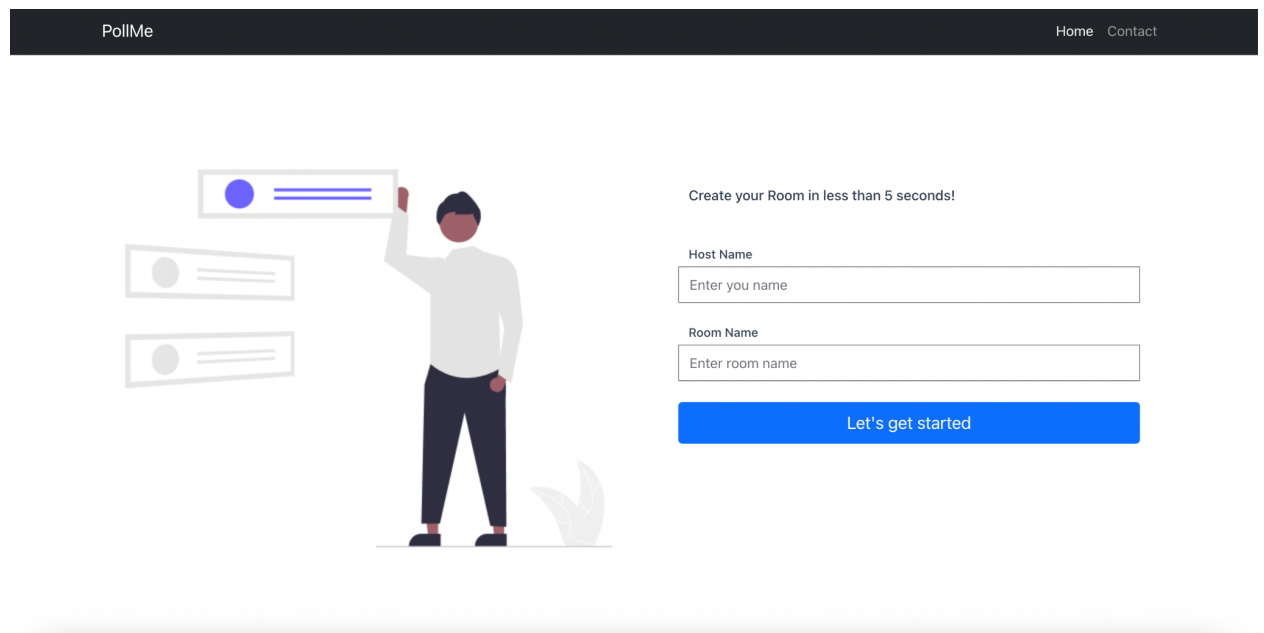 PollMe
Home Contact
Create your Room in less than 5 seconds!
Host Name
Enter you name
Room Name
Enter room name
Let's get started